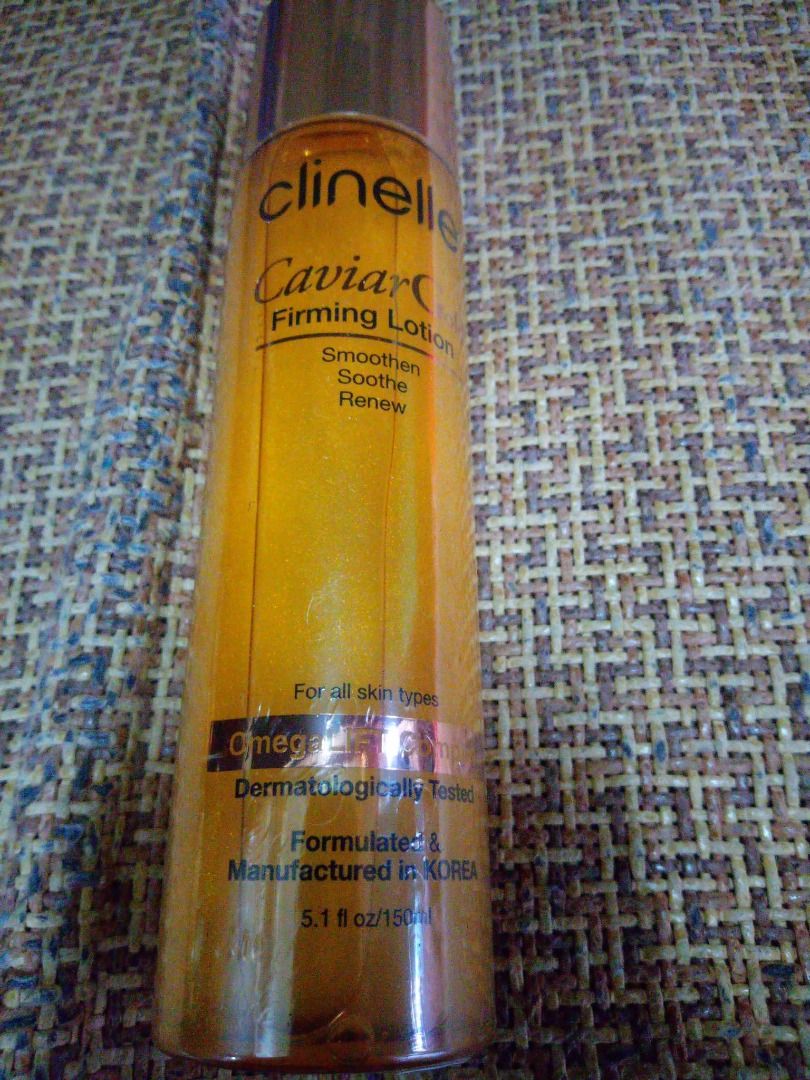 clinelle
Caviar
Firming Lotion
Smoothen
Soothe
Renew
For all skin types
Dermatologically Tested
Formulated &
Manufactured in KOREA
5.1 fl oz/150ml